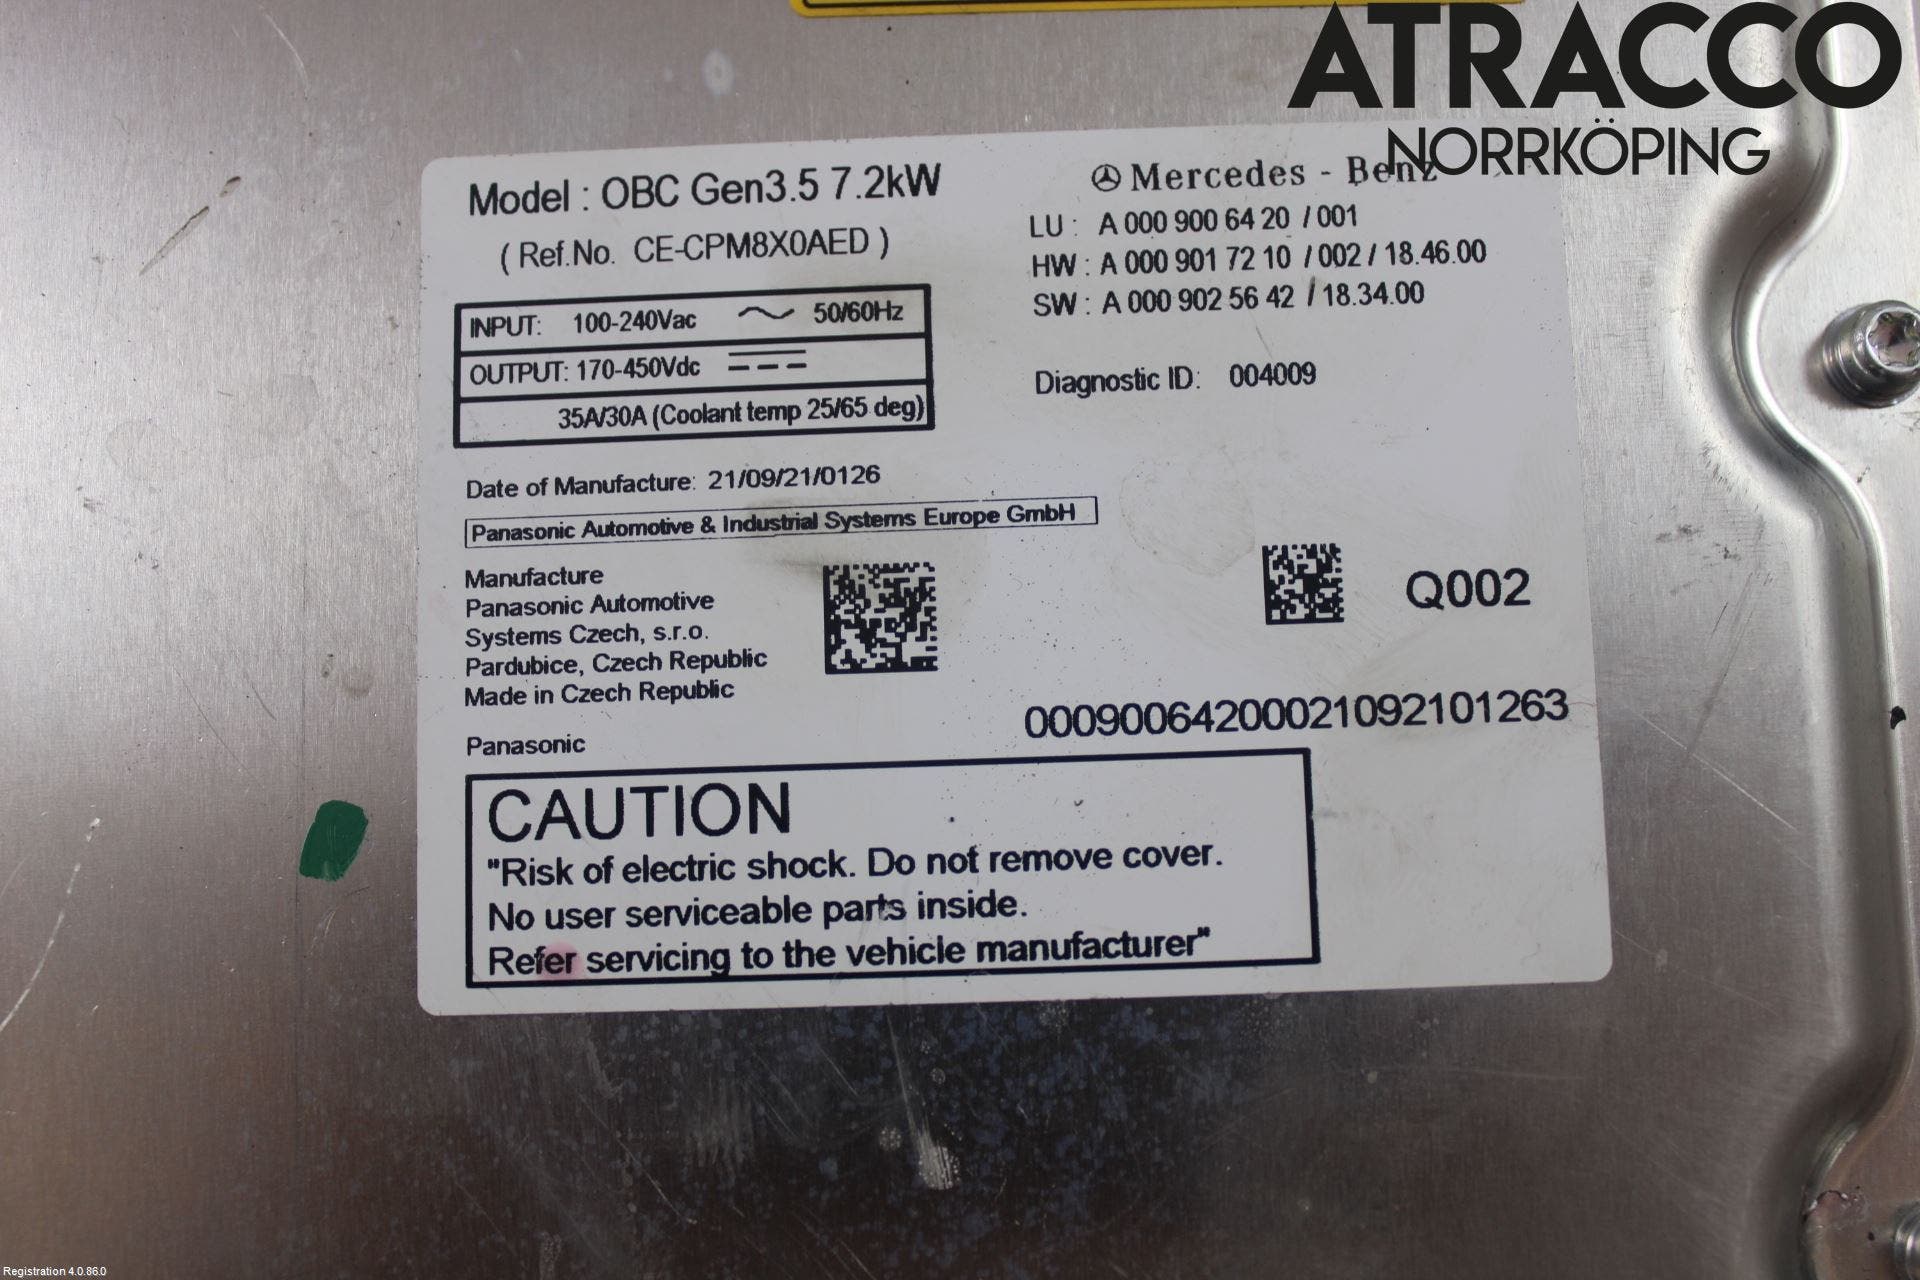 ATRACCO
NORRKÖPING
Model : OBC Gen3.5 7.2kW
( Ref.No. CE-CPM8X0AED )
INPUT: 100-240Vac 50/60Hz
OUTPUT: 170-450Vdc
35A/30A (Coolant temp 25/65 deg)
Mercedes - Benz
LU : A 000 900 64 20 / 001
HW : A 000 901 72 10 / 002 / 18.46.00
SW : A 000 902 56 42 / 18.34.00
Diagnostic ID: 004009
Date of Manufacture: 21/09/21/0126
Panasonic Automotive & Industrial Systems Europe GmbH
Manufacture
Panasonic Automotive
Systems Czech, s.r.o.
Pardubice, Czech Republic
Made in Czech Republic
Panasonic
Q002
000900642000021092101263
CAUTION
"Risk of electric shock. Do not remove cover.
No user serviceable parts inside.
Refer servicing to the vehicle manufacturer"
Registration 4.0.86.0